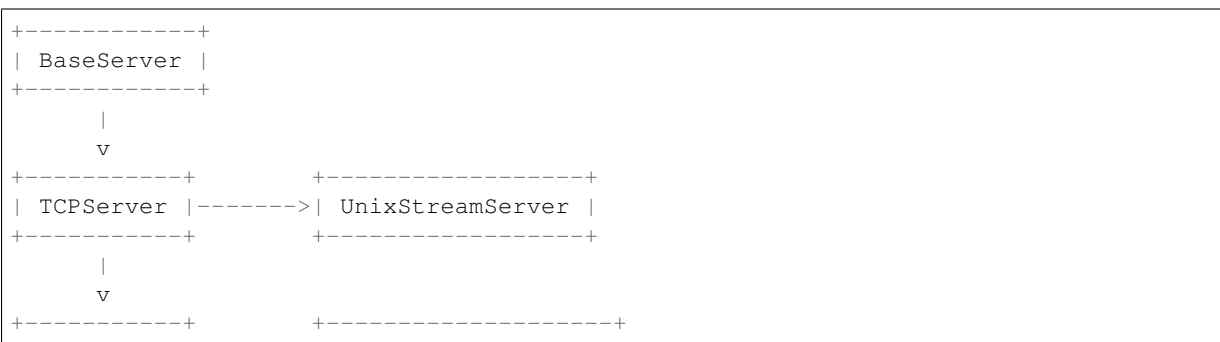 +------------+
| BaseServer |
+------------+
      |
      v
+-----------+        +------------------+
| TCPServer |------->| UnixStreamServer |
+-----------+        +------------------+
      |
      v
+-----------+        +--------------------+